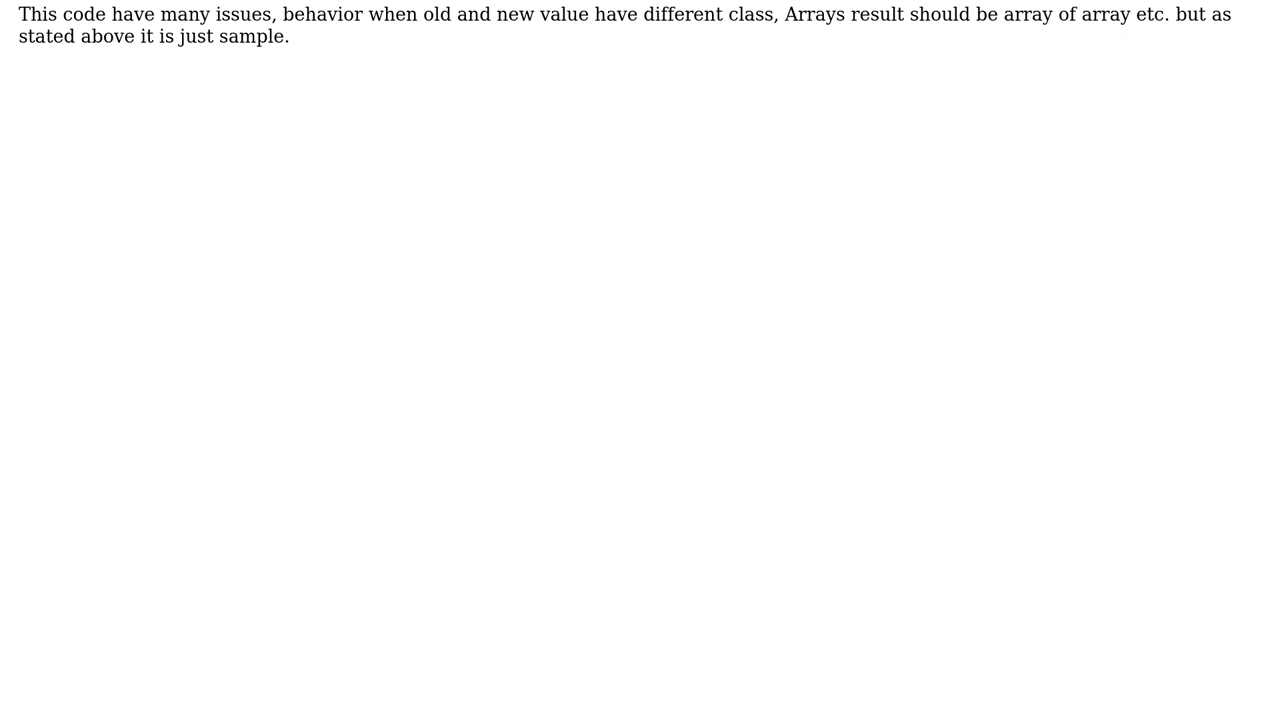 This code have many issues, behavior when old and new value have different class, Arrays result should be array of array etc. but as
stated above it is just sample.